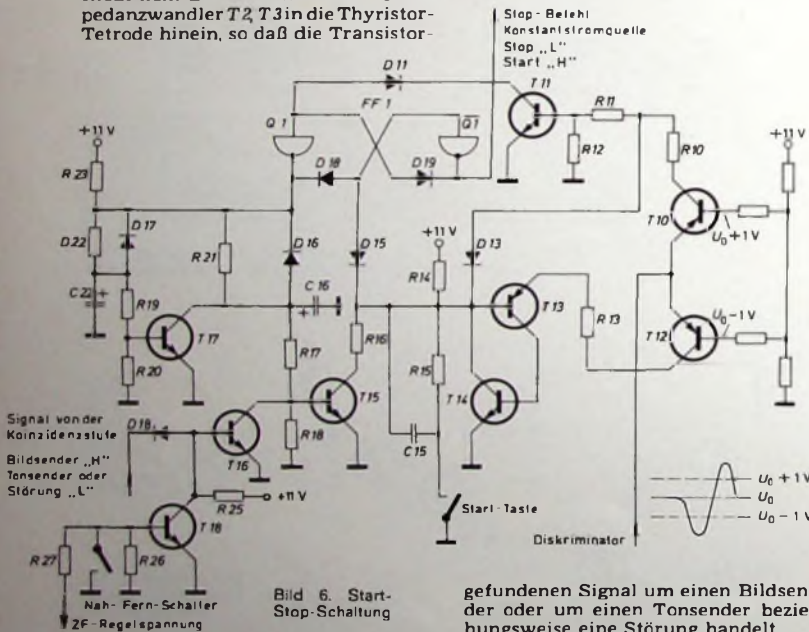 pedanzwandler T2, T3 in die Thyristor-
Tetrode hinein, so daß die Transistor-
Stop-Befehl
Konstantstromquelle
Stop „L"
Start „H"
D11
T11
FF1
R11
Q1
Q1
+11 V
R12
R10
+11 V
R23
D18
D19
T10
D17
+11 V
U0+1V
D22
R21
D16
D15
D13
R14
C22
+
R19
C16
+
T13
R13
U0-1V
T17
R16
T12
R17
R15
R20
T15
T14
Signal von der
Koinzidenzstufe
D18
R18
C15
Bildsender „H"
Tonsender oder
Störung „L"
T16
U0 + 1 V
U0
U0 - 1 V
R25
+11 V
Start-Taste
T18
Diskriminator
R27
R26
Nah-Fern-Schalter
ZF-Regelspannung
Bild 6. Start-
Stop-Schaltung
gefundenen Signal um einen Bildsen-
der oder um einen Tonsender bezie-
hungsweise eine Störung handelt